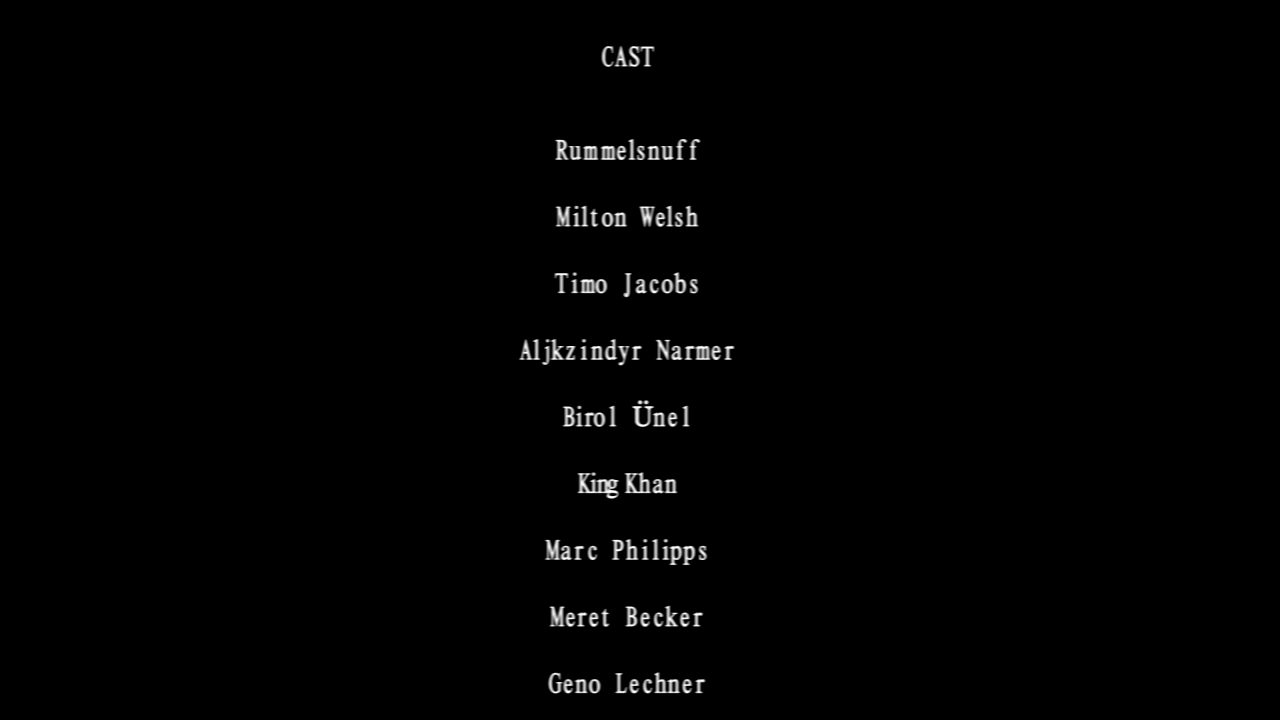 CAST
Rummelsnuff
Milton Welsh
Timo Jacobs
Aljkzindyr Narmer
Birol Ünel
King Khan
Marc Philipps
Meret Becker
Geno Lechner